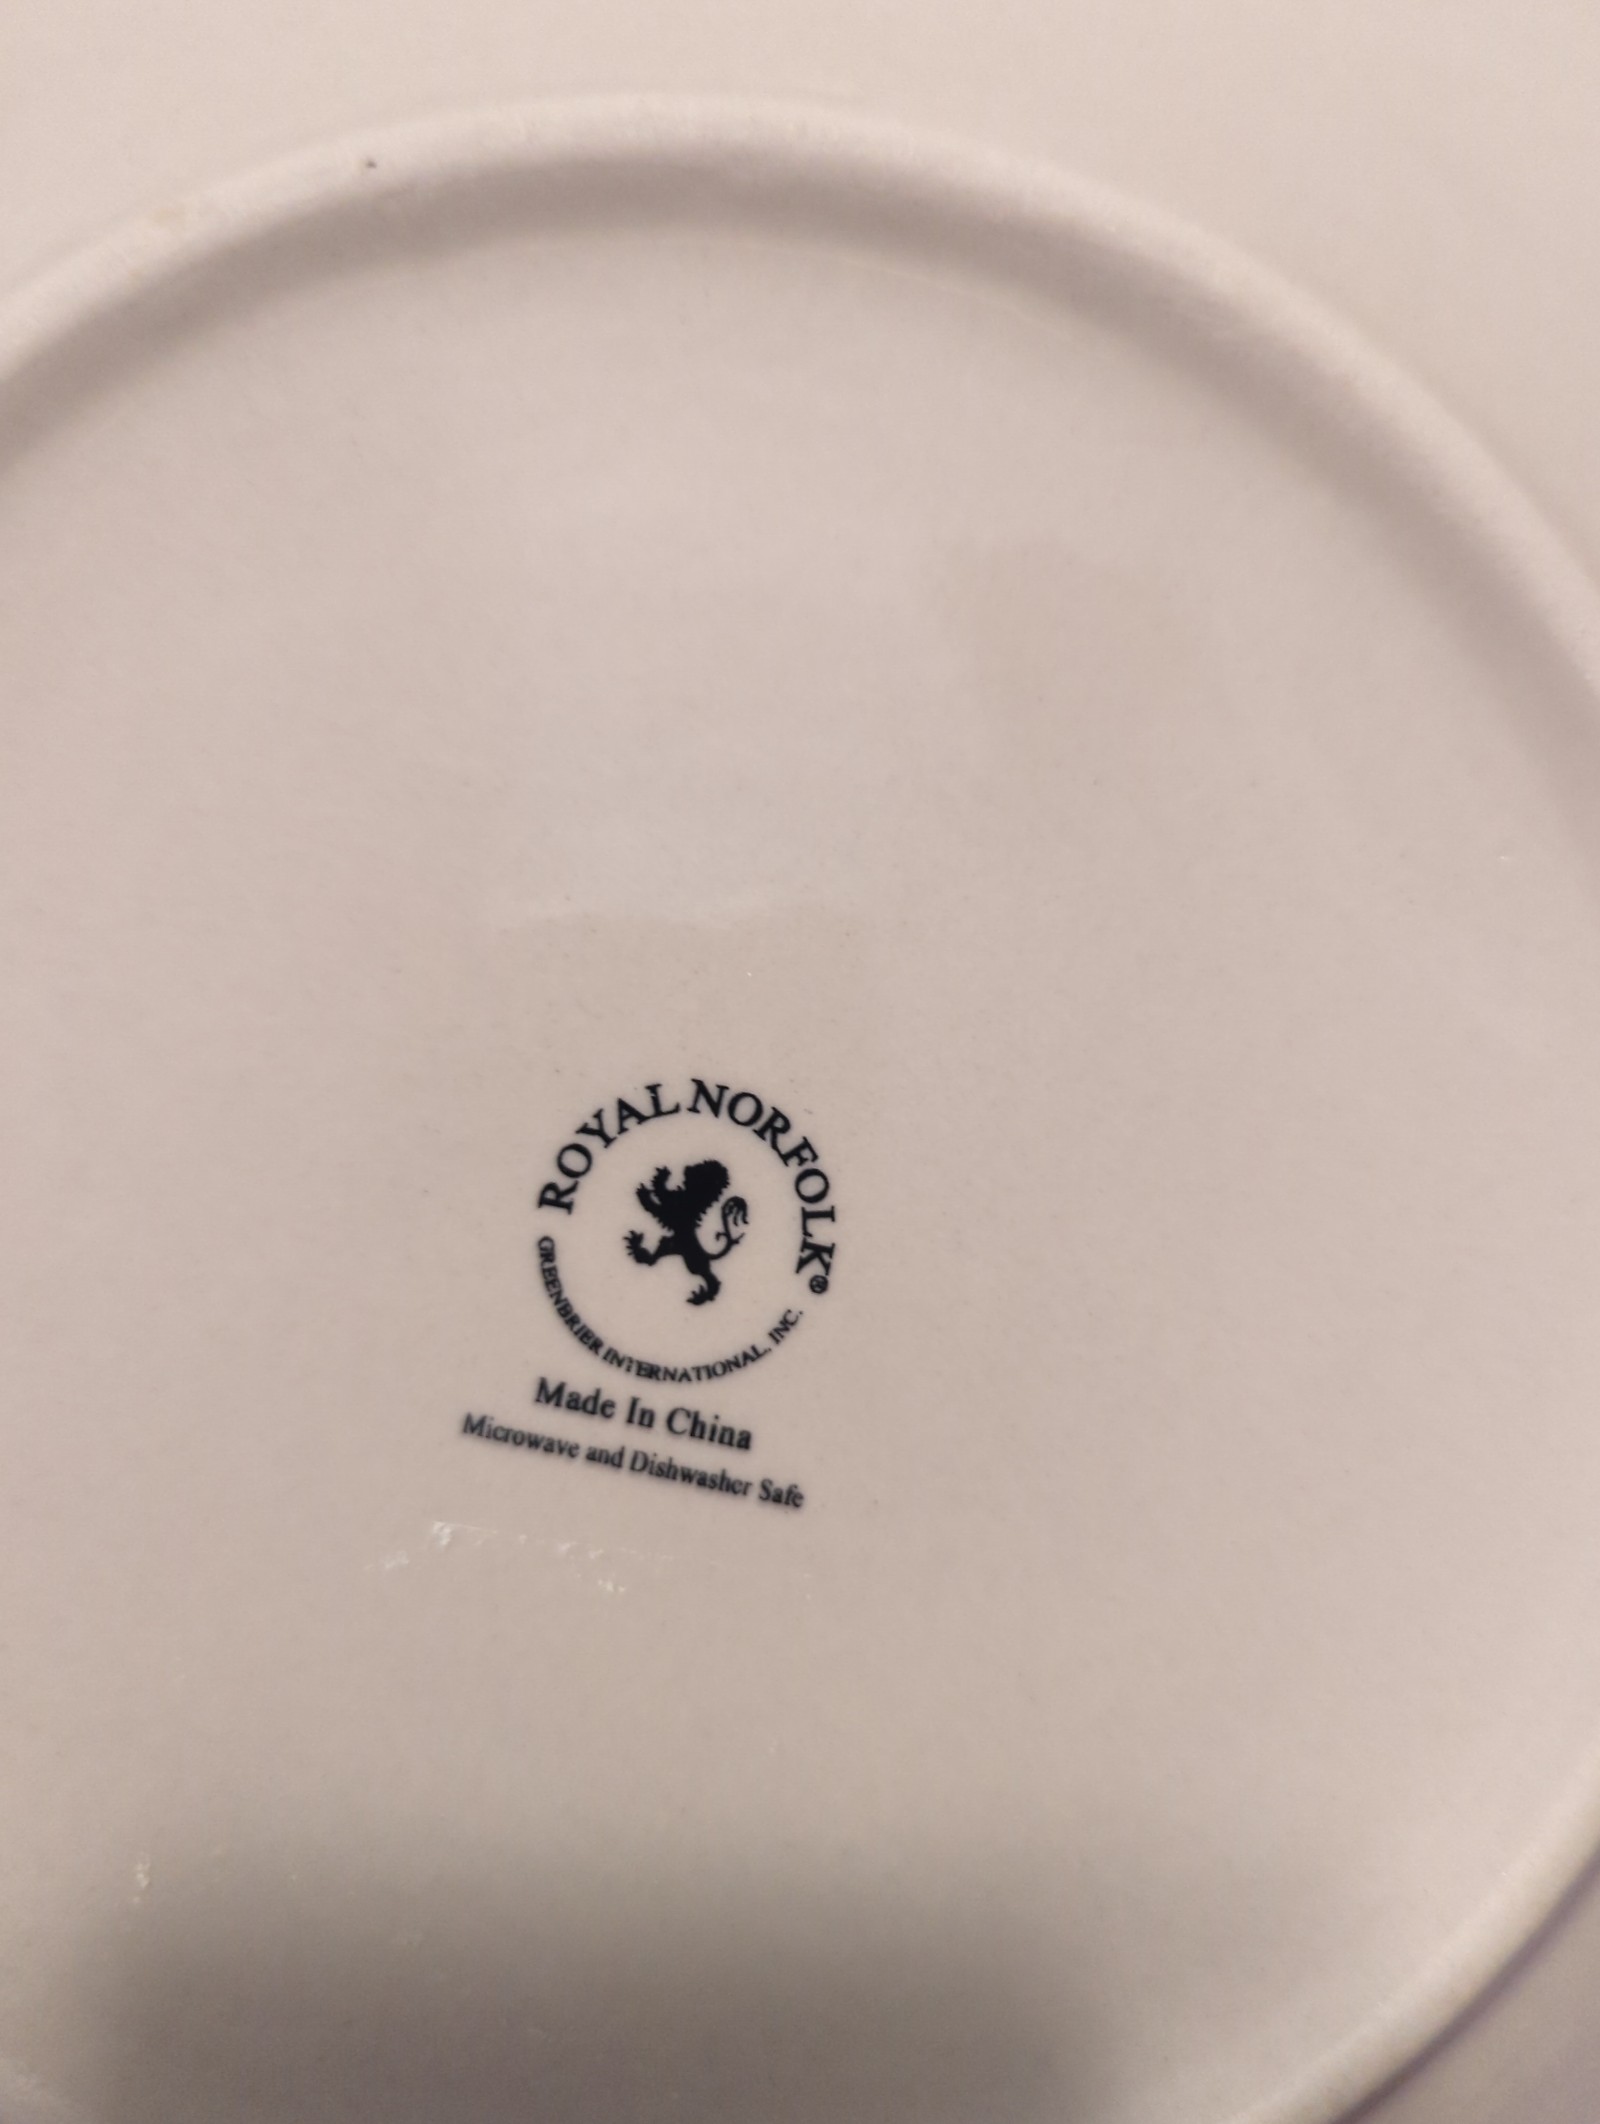 ROYAL NORFOLK®
GREENBRIER INTERNATIONAL, INC.
Made In China
Microwave and Dishwasher Safe